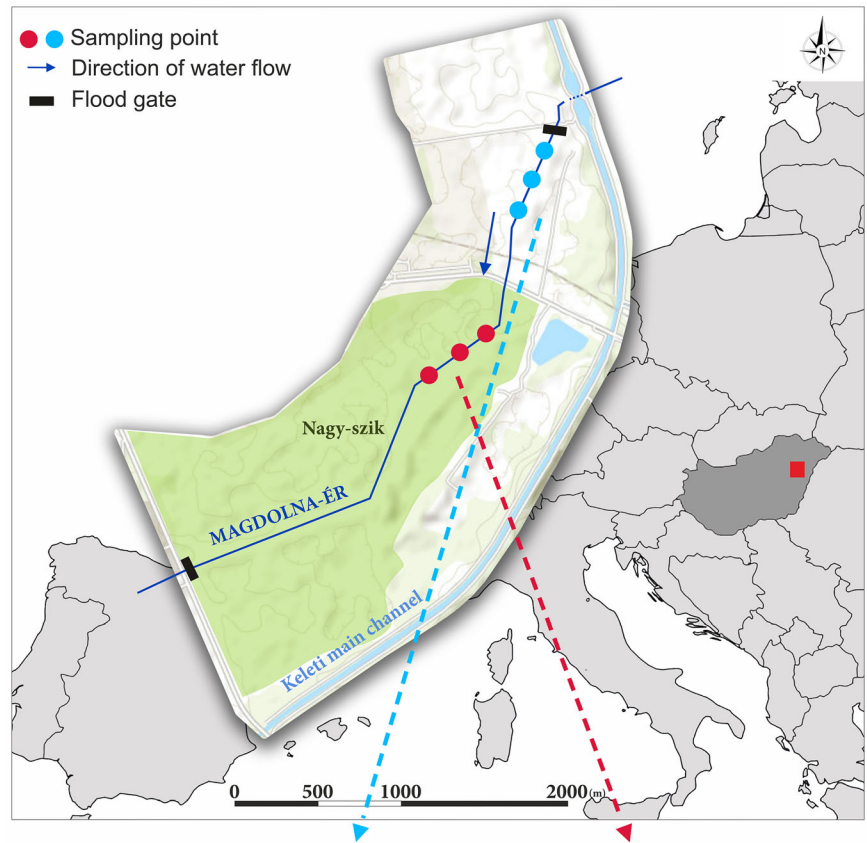 Sampling point
Direction of water flow
Flood gate
N
Nagy-szik
MAGDOLNA-ÉR
Keleti main channel
0 500 1000 2000 (m)